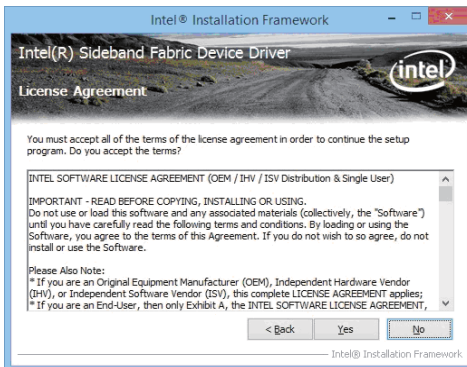 Intel® Installation Framework
Intel(R) Sideband Fabric Device
Driver
intel
License Agreement
You must accept all of the terms of the license agreement in order to continue the setup
program. Do you accept the terms?
INTEL SOFTWARE LICENSE AGREEMENT (OEM / IHV / ISV Distribution & Single User)
IMPORTANT - READ BEFORE COPYING, INSTALLING OR USING.
Do not use or load this software and any associated materials (collectively, the "Software")
until you have carefully read the following terms and conditions. By loading or using the
Software, you agree to the terms of this Agreement. If you do not wish to so agree, do not
install or use the Software.
Please Also Note:
* If you are an Original Equipment Manufacturer (OEM), Independent Hardware Vendor
(IHV), or Independent Software Vendor (ISV), this complete LICENSE AGREEMENT applies;
* If you are an End-User, then only Exhibit A, the INTEL SOFTWARE LICENSE AGREEMENT,
< Back Yes No
Intel® Installation Framework